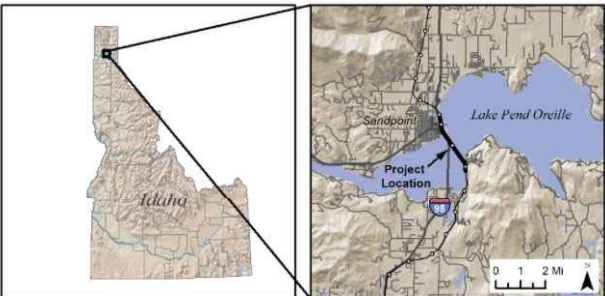 Idaho
Lake Pend Oreille
Sandpoint
Project
Location
95
N
0 1 2 Mi